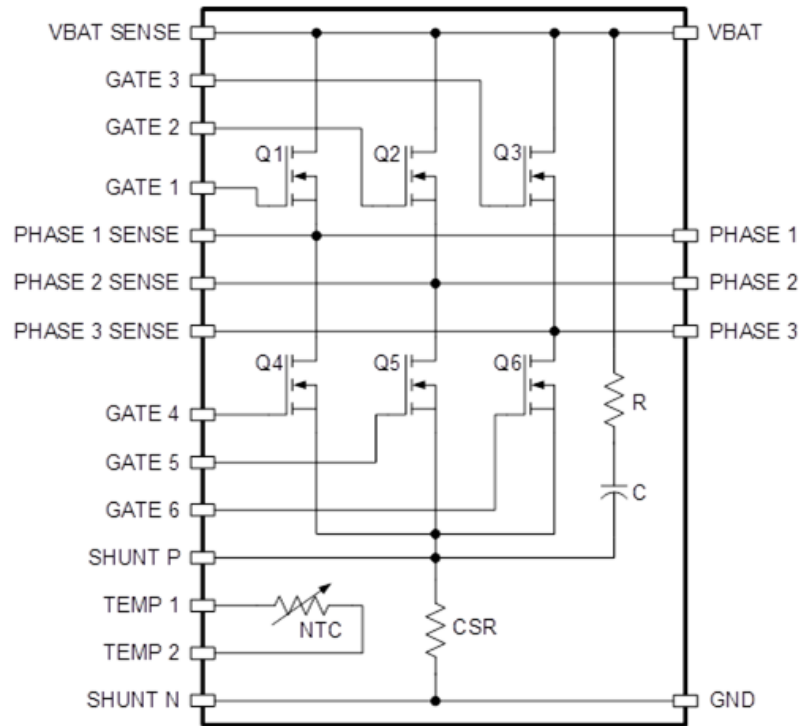 VBAT SENSE
VBAT
GATE 3
GATE 2
Q1
Q2
Q3
GATE 1
PHASE 1 SENSE
PHASE 1
PHASE 2 SENSE
PHASE 2
PHASE 3 SENSE
PHASE 3
Q4
Q5
Q6
R
GATE 4
GATE 5
C
GATE 6
SHUNT P
TEMP 1
NTC
CSR
TEMP 2
SHUNT N
GND